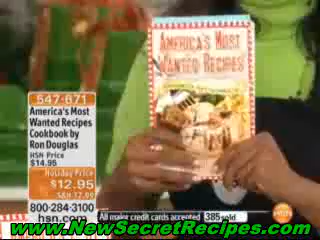 547-671
America's Most
Wanted Recipes
Cookbook by
Ron Douglas
HSN Price
$14.95
Holiday Price
$12.95
800-284-3100
hsn.com
AMERICA'S MOST
WANTED RECIPES
All major credit cards accepted
385 sold
HSN
www.NewSecretRecipes.com